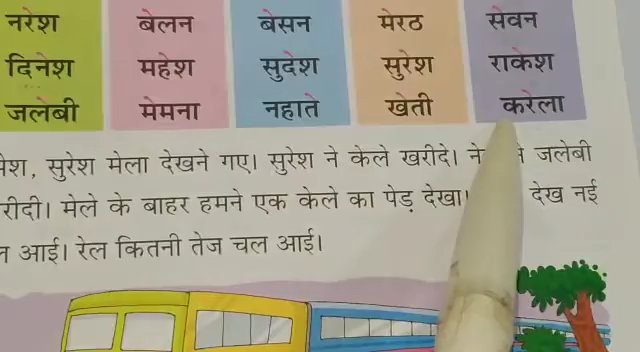 नरेश बेलन बेसन मेरठ सेवन
दिनेश महेश सुदेश सुरेश राकेश
जलेबी मेमना नहाते खेती करेला
सुरेश मेला देखने गए। सुरेश ने केले खरीदे। जलेबी
मेले के बाहर हमने एक केले का पेड़ देखा। देख नई
आई। रेल कितनी तेज चल आई।